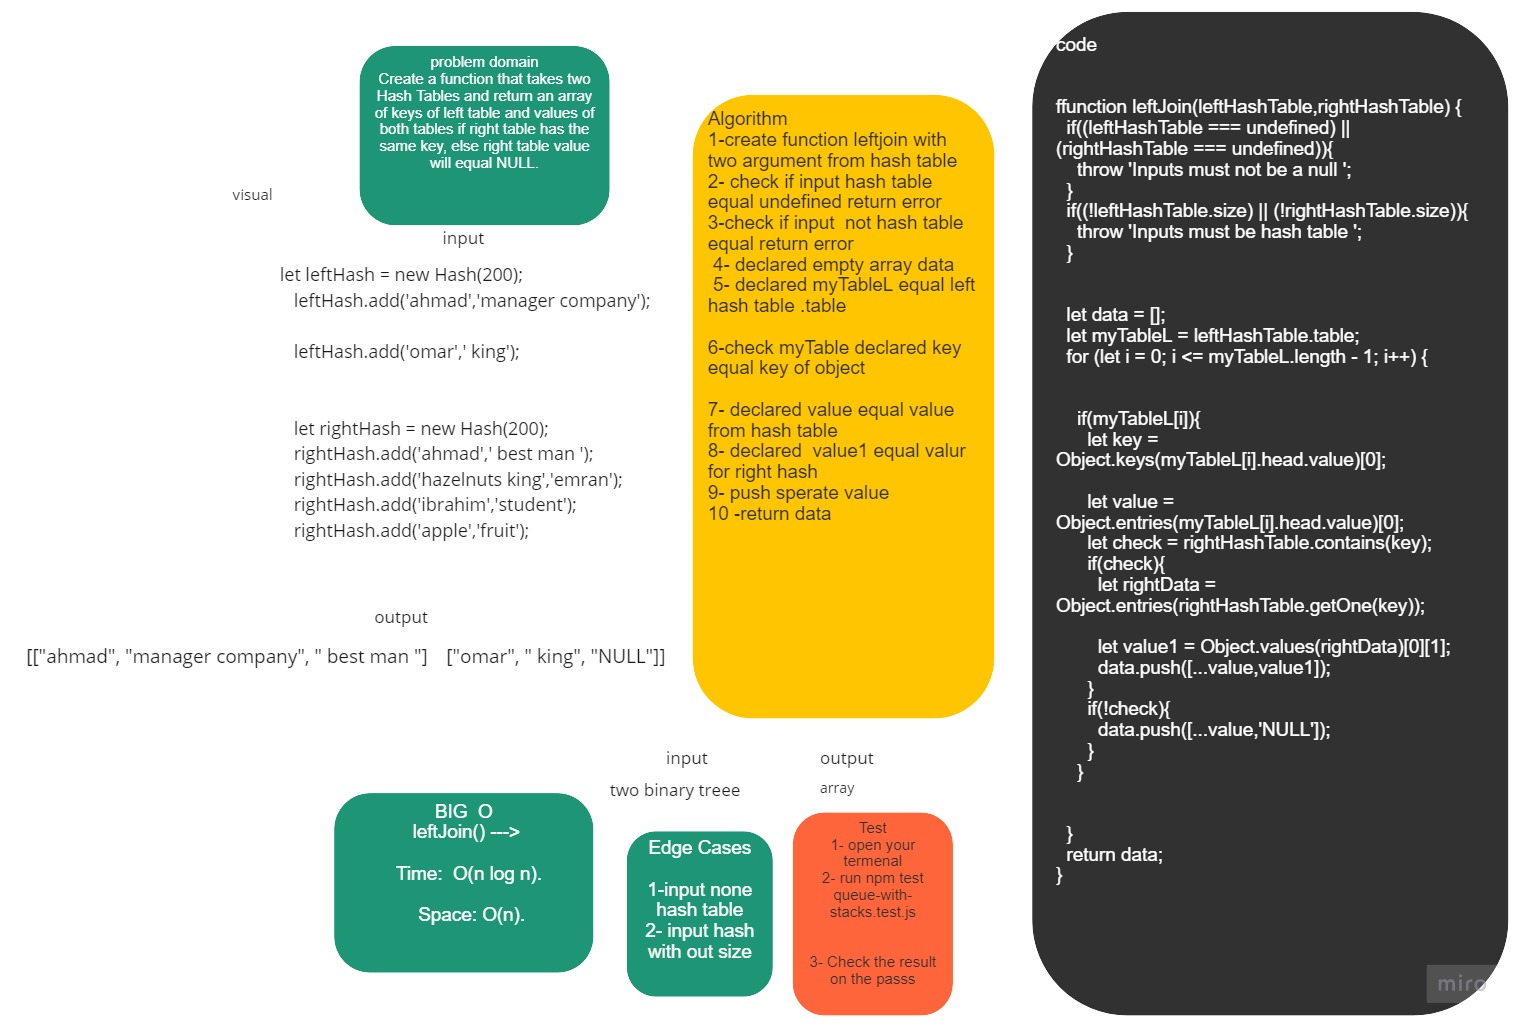 problem domain
Create a function that takes two
Hash Tables and return an array
of keys of left table and values of
both tables if right table has the
same key, else right table value
will equal NULL.
visual
input
let leftHash = new Hash(200);
leftHash.add('ahmad','manager company');
leftHash.add('omar',' king');
let rightHash = new Hash(200);
rightHash.add('ahmad',' best man ');
rightHash.add('hazelnuts king','emran');
rightHash.add('ibrahim','student');
rightHash.add('apple','fruit');
output
[["ahmad", "manager company", " best man "]   ["omar", " king", "NULL"]]
Algorithm
1-create function leftjoin with
two argument from hash table
2- check if input hash table
equal undefined return error
3-check if input  not hash table
equal return error
4- declared empty array data
5- declared myTableL equal left
hash table .table
6-check myTable declared key
equal key of object
7- declared value equal value
from hash table
8- declared  value1 equal valur
for right hash
9- push sperate value
10 -return data
input
two binary treee
output
array
BIG  O
leftJoin() --->
Time:  O(n log n).
Space: O(n).
Edge Cases
1-input none
hash table
2- input hash
with out size
Test
1- open your
termenal
2- run npm test
queue-with-
stacks.test.js
3- Check the result
on the passs
code
ffunction leftJoin(leftHashTable,rightHashTable) {
if((leftHashTable === undefined) ||
(rightHashTable === undefined)){
throw 'Inputs must not be a null ';
}
if((!leftHashTable.size) || (!rightHashTable.size)){
throw 'Inputs must be hash table ';
}
let data = [];
let myTableL = leftHashTable.table;
for (let i = 0; i <= myTableL.length - 1; i++) {
if(myTableL[i]){
let key =
Object.keys(myTableL[i].head.value)[0];
let value =
Object.entries(myTableL[i].head.value)[0];
let check = rightHashTable.contains(key);
if(check){
let rightData =
Object.entries(rightHashTable.getOne(key));
let value1 = Object.values(rightData)[0][1];
data.push([...value,value1]);
}
if(!check){
data.push([...value,'NULL']);
}
}
}
return data;
}
miro